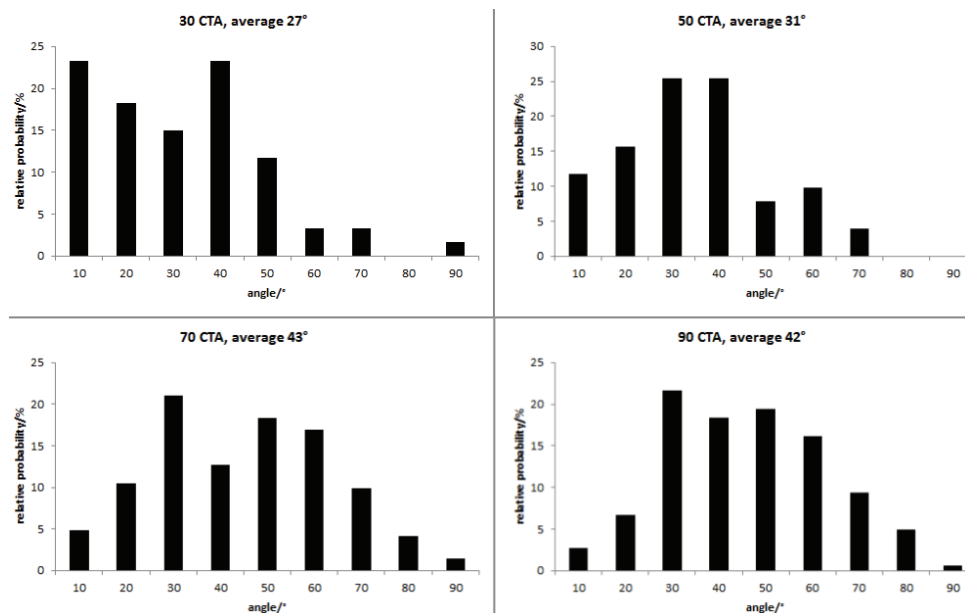 30 CTA, average 27°
relative probability/%
25
20
15
10
5
0
10 20 30 40 50 60 70 80 90
angle/°
50 CTA, average 31°
relative probability/%
30
25
20
15
10
5
0
10 20 30 40 50 60 70 80 90
angle/°
70 CTA, average 43°
relative probability/%
25
20
15
10
5
0
10 20 30 40 50 60 70 80 90
angle/°
90 CTA, average 42°
relative probability/%
25
20
15
10
5
0
10 20 30 40 50 60 70 80 90
angle/°